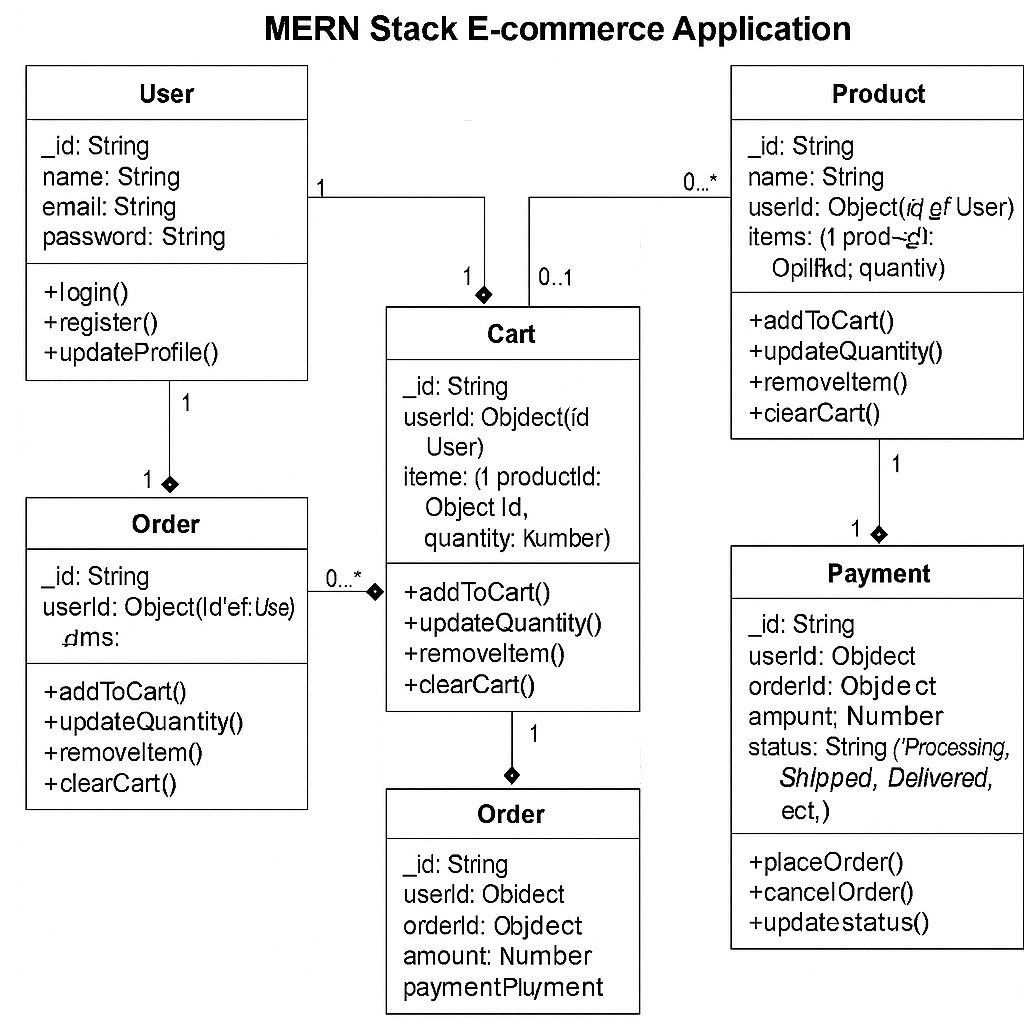 MERN Stack E-commerce Application
User
_id: String
name: String
email: String
password: String
+login()
+register()
+updateProfile()
1
1
0...*
0..1
Product
_id: String
name: String
userId: Object(id ef User)
items: (1 prod
quantiv)
+addToCart()
+updateQuantity()
+removeItem()
+ciearCart()
1
1
Cart
_id: String
userId: Objdect(id
User)
iteme: (1 productId:
Object Id,
quantity: Kumber)
+addToCart()
+updateQuantity()
+removeItem()
+clearCart()
1
1
Order
_id: String
userId: Object(Id'ef:Use)
+addToCart()
+updateQuantity()
+removeItem()
+clearCart()
0...*
1
Order
_id: String
userId: Obidect
orderId: Objdect
amount: Number
1
1
Payment
_id: String
userId: Objdect
orderId: Objdect
ampunt; Number
status: String ('Processing,
Shipped, Delivered,
ect,)
+placeOrder()
+cancelOrder()
+updatestatus()